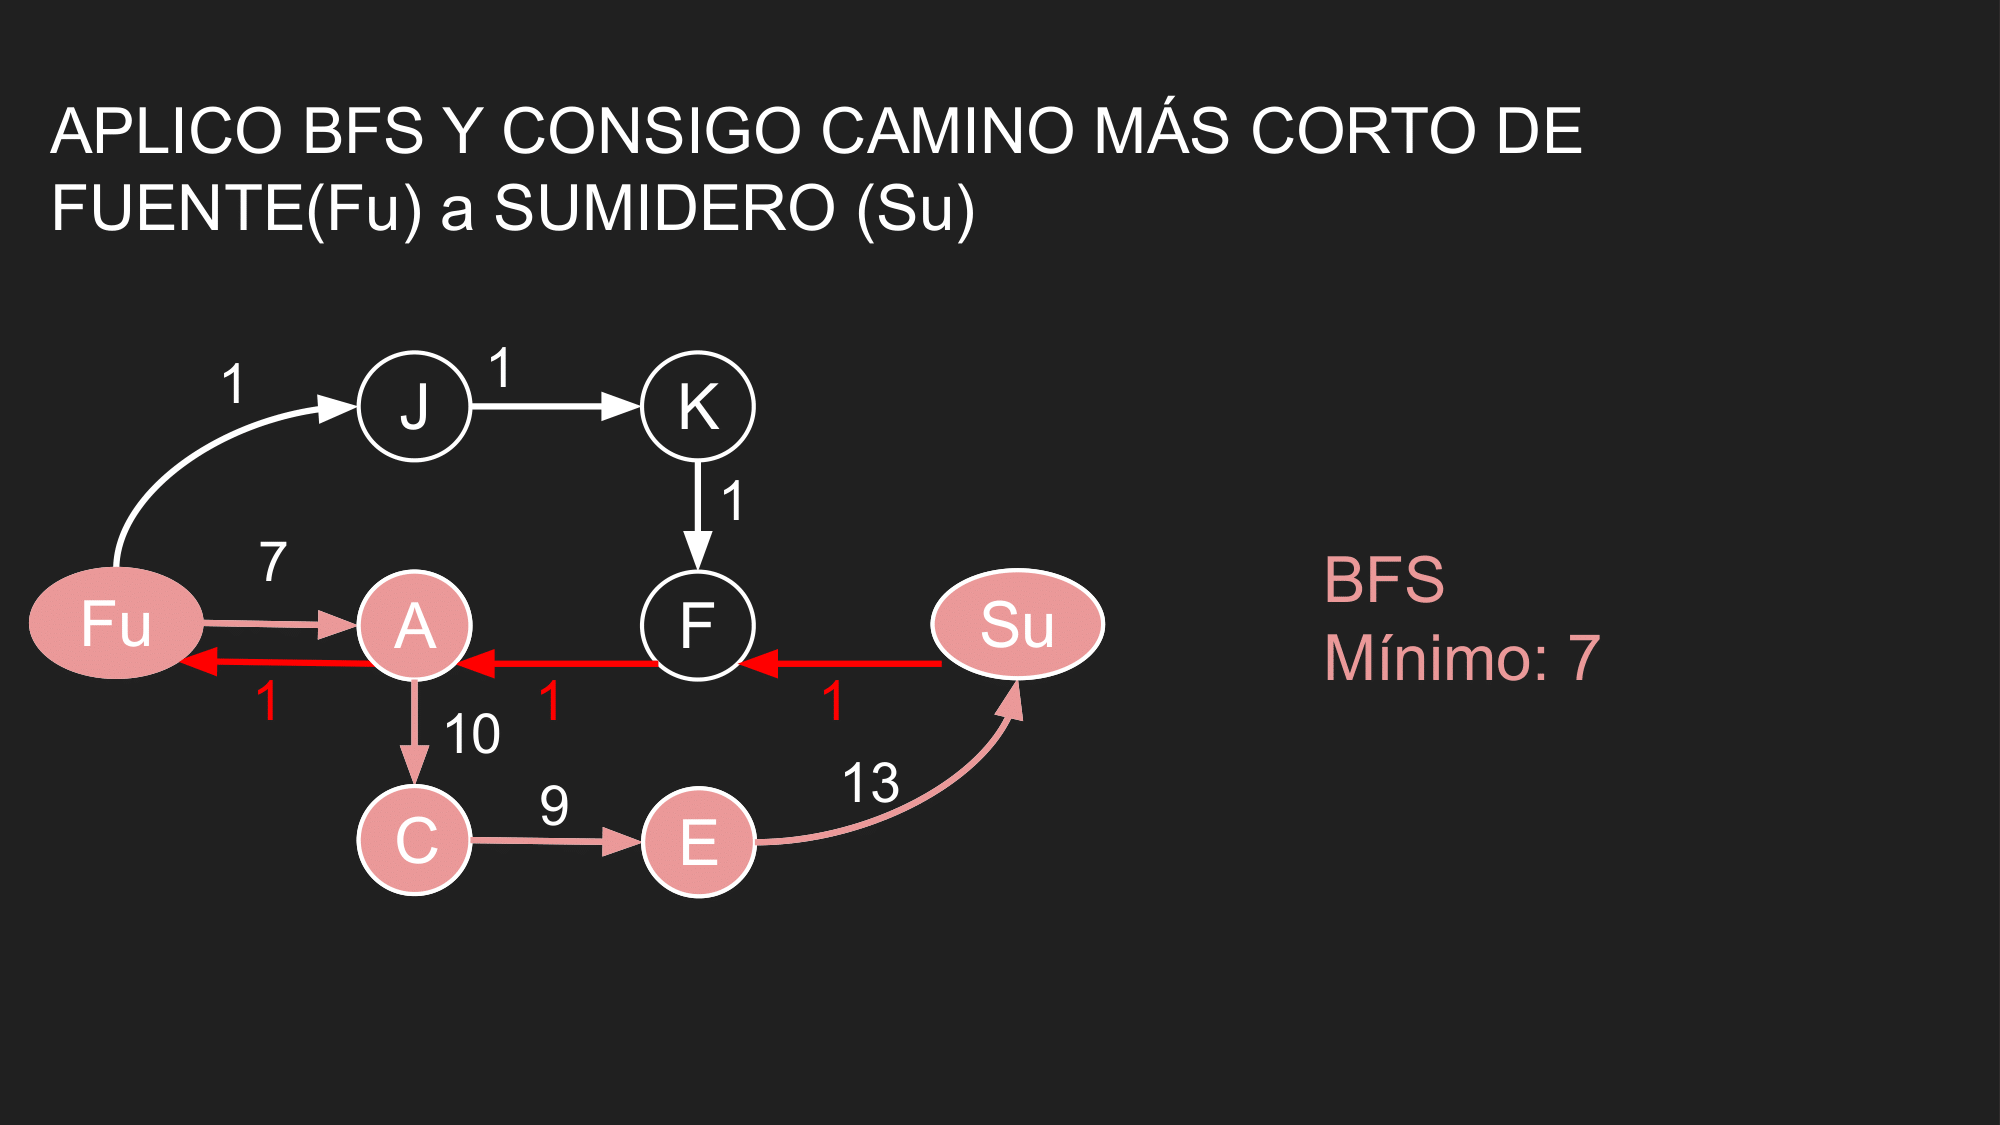 APLICO BFS Y CONSIGO CAMINO MÁS CORTO DE
FUENTE(Fu) a SUMIDERO (Su)
1
J
1
K
1
7
Fu
A
F
Su
1
1
1
10
C
9
E
13
BFS
Mínimo: 7